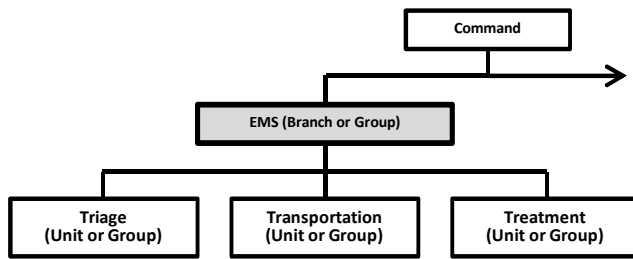 Command
EMS (Branch or Group)
Triage
(Unit or Group)
Transportation
(Unit or Group)
Treatment
(Unit or Group)